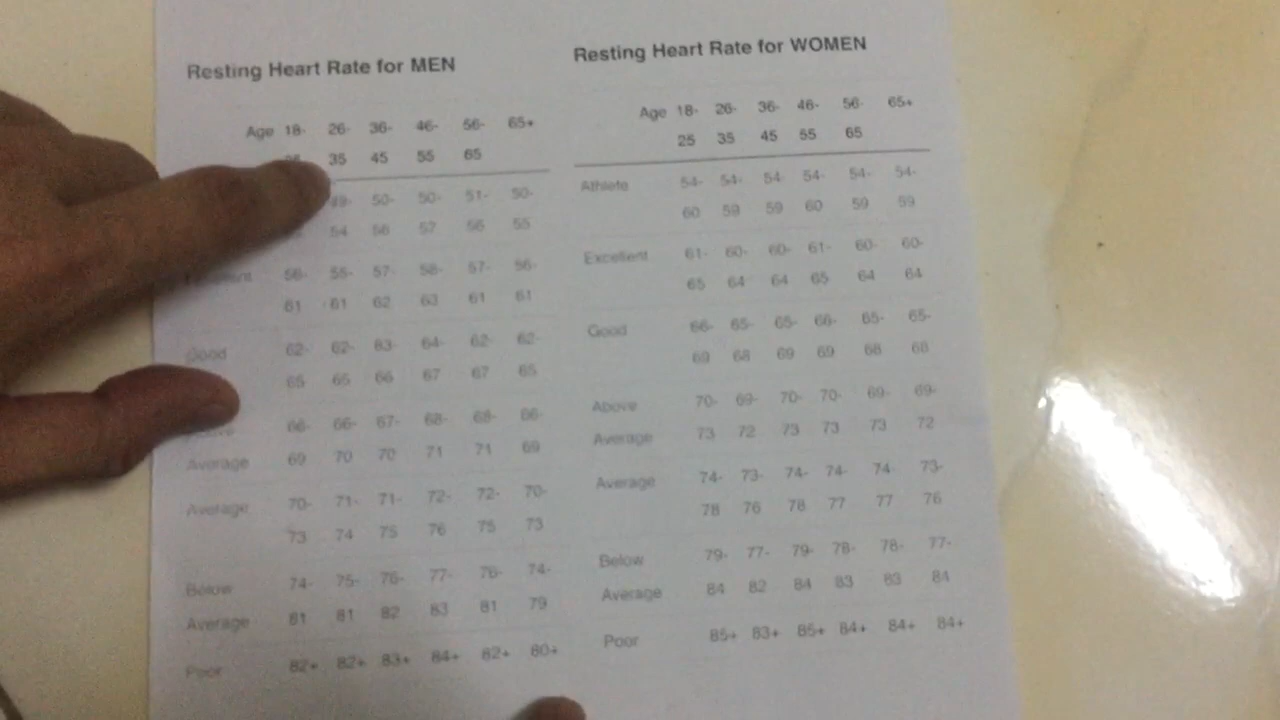 Resting Heart Rate for MEN
Age 18- 26- 36- 46- 56- 65+
35 45 55 65
49- 50- 50- 51- 50-
54 56 57 56 55
56- 55- 57- 58- 57- 56-
61 61 62 63 61 61
Good 62- 62- 63- 64- 62- 62-
65 65 66 67 67 65
66- 66- 67- 68- 68- 66-
Average 69 70 70 71 71 69
Average 70- 71- 71- 72- 72- 70-
73 74 75 76 75 73
Below 74- 75- 76- 77- 76- 74-
Average 81 81 82 83 81 79
Poor 82+ 82+ 83+ 84+ 82+ 80+
Resting Heart Rate for WOMEN
Age 18- 26- 36- 46- 56- 65+
25 35 45 55 65
Athlete 54- 54- 54- 54- 54- 54-
60 59 59 60 59 59
Excellent 61- 60- 60- 61- 60- 60-
65 64 64 65 64 64
Good 66- 65- 65- 66- 65- 65-
69 68 69 69 68 68
Above 70- 69- 70- 70- 69- 69-
Average 73 72 73 73 73 72
Average 74- 73- 74- 74- 74- 73-
78 76 78 77 77 76
Below 79- 77- 79- 78- 78- 77-
Average 84 82 84 83 83 84
Poor 85+ 83+ 85+ 84+ 84+ 84+